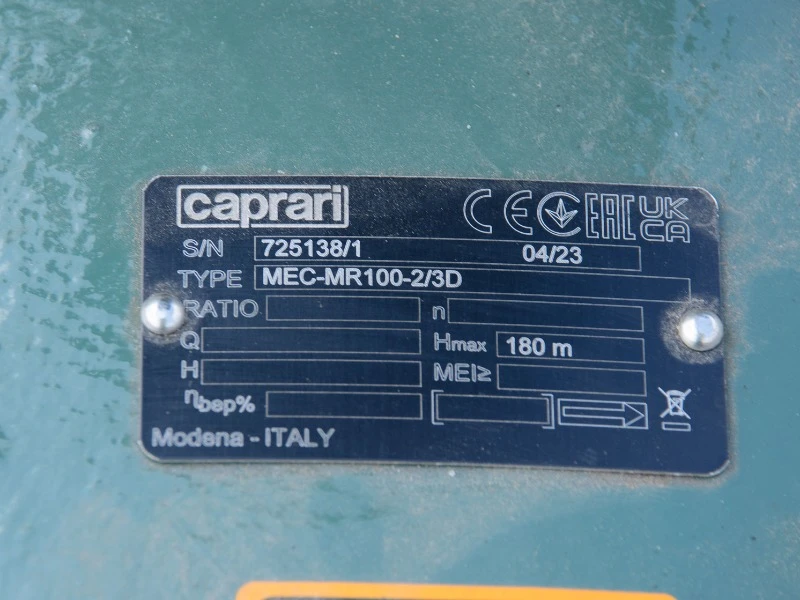 caprari CE EAC UK CA
S/N 725138/1 04/23
TYPE MEC-MR100-2/3D
RATIO n
Q Hmax 180 m
H MEI≥
ηbep%
Modena - ITALY